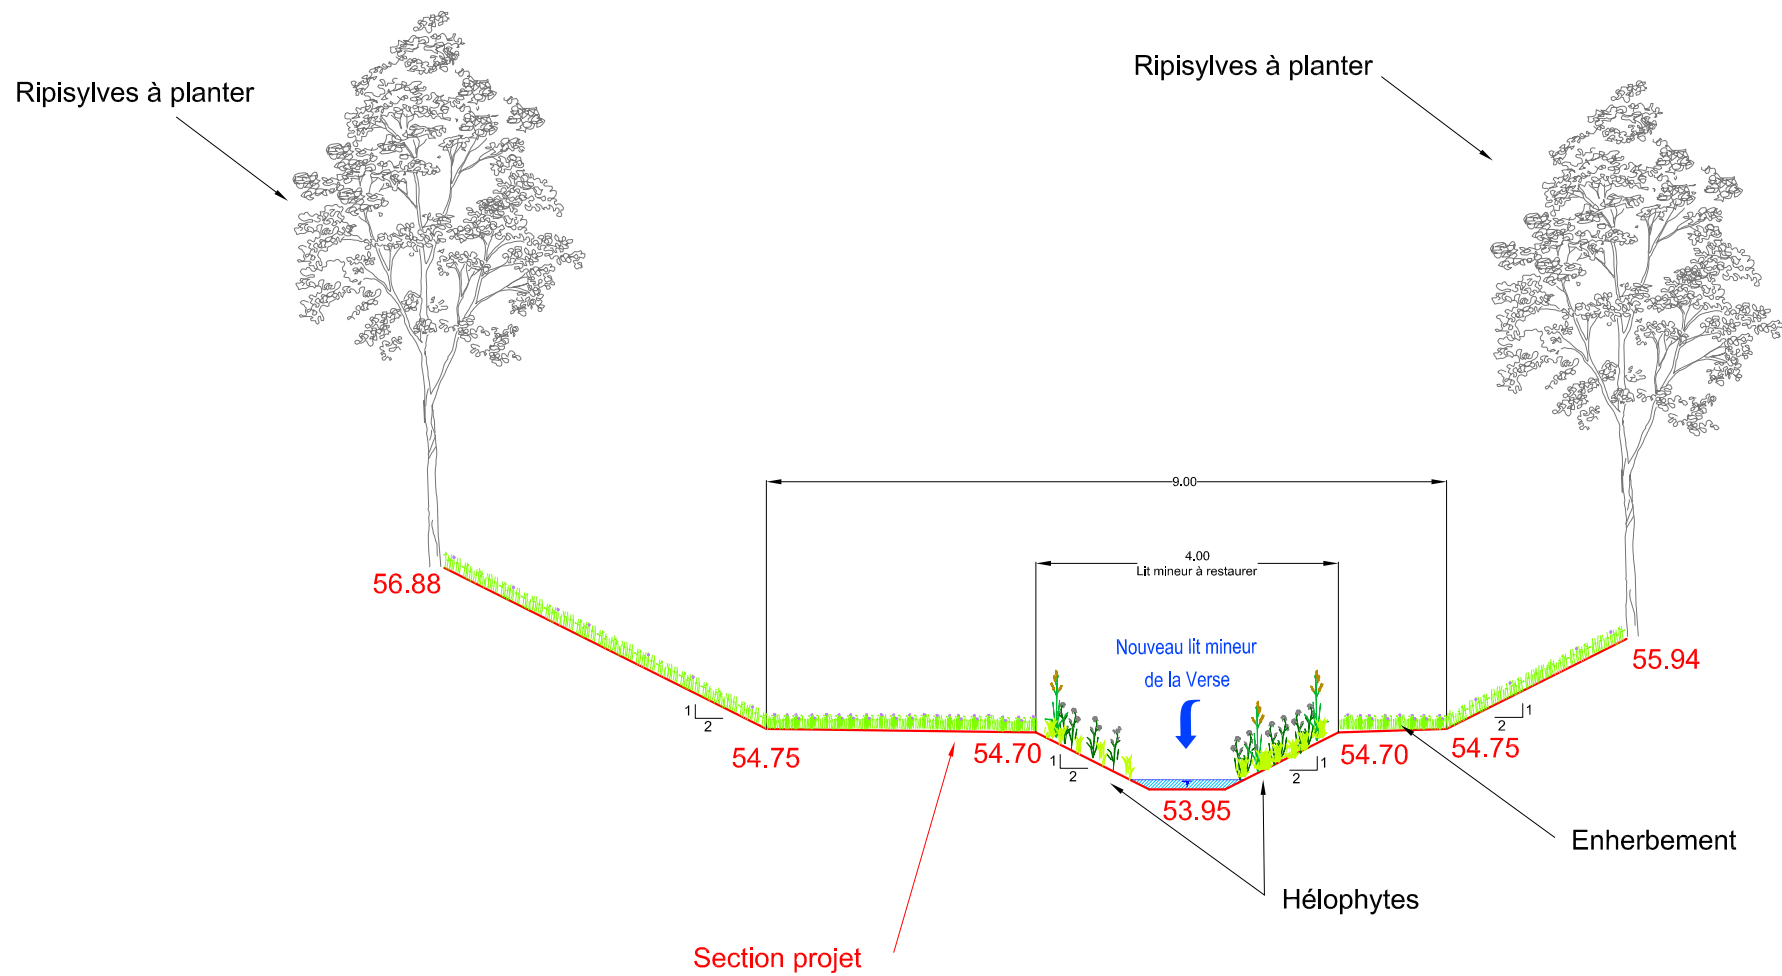 Ripisylves à planter
Ripisylves à planter
9.00
4.00
Lit mineur à restaurer
56.88
Nouveau lit mineur
de la Verse
55.94
1
2
1
2
54.75
54.70
54.70
54.75
1
2
1
2
53.95
Enherbement
Hélophytes
Section projet